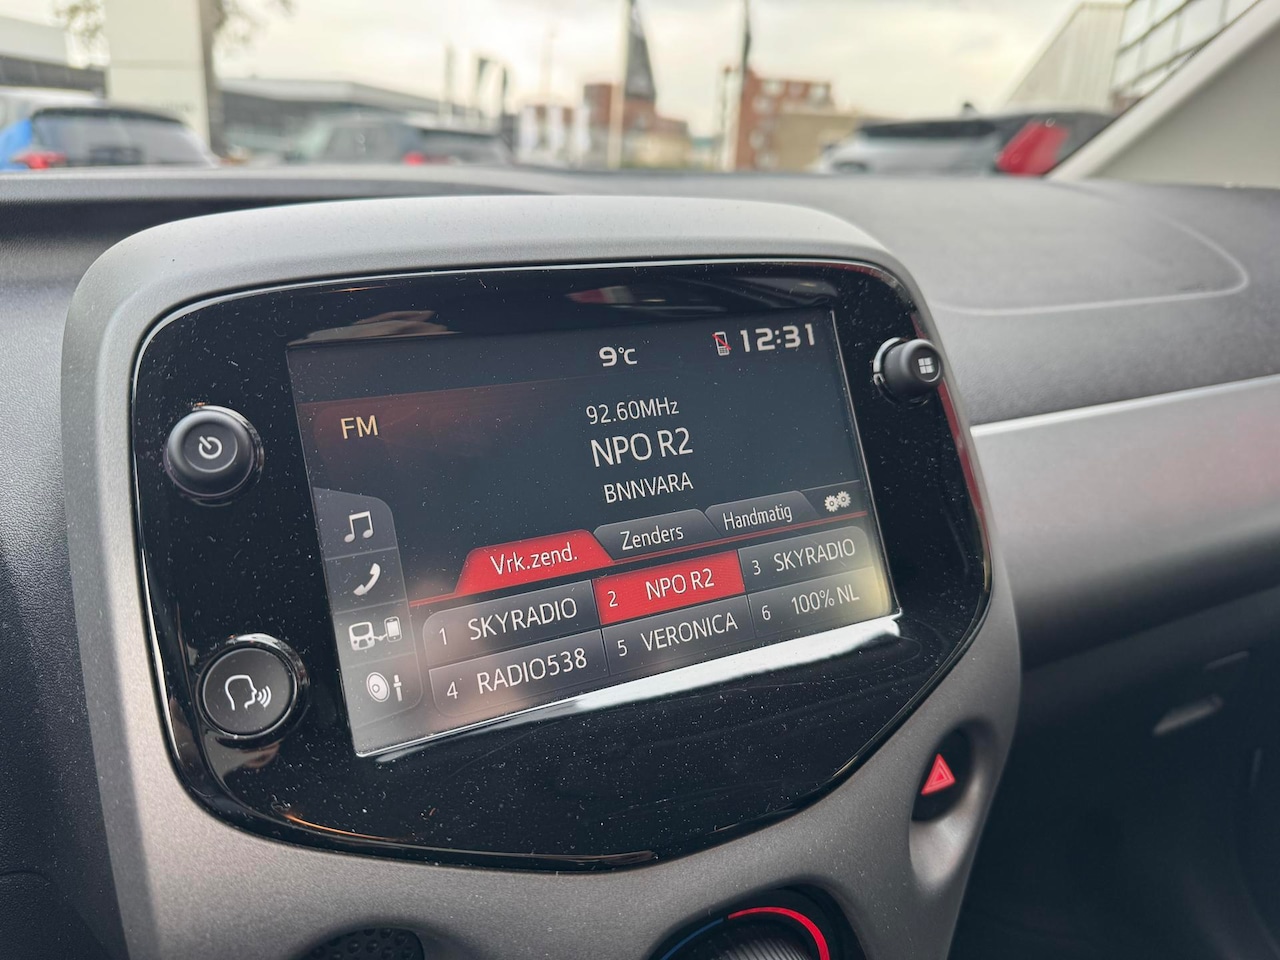 9°C
12:31
FM
92.60MHz
NPO R2
BNNVARA
Vrk.zend.
Zenders
Handmatig
1 SKYRADIO
2 NPO R2
3 SKYRADIO
4 RADIO538
5 VERONICA
6 100% NL